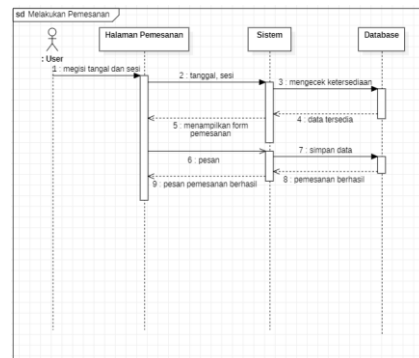 sd Melakukan Pemesanan
Halaman Pemesanan
Sistem
Database
: User
1 : megisi tangal dan sesi
2 : tanggal, sesi
3 : mengecek ketersediaan
4 : data tersedia
5 : menampilkan form
pemesanan
6 : pesan
7 : simpan data
8 : pemesanan berhasil
9 : pesan pemesanan berhasil